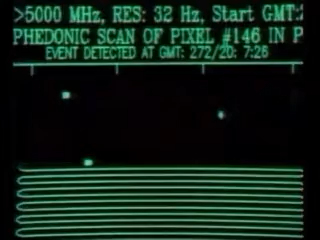 >5000 MHz, RES: 32 Hz, Start GMT:
PHEDONIC SCAN OF PIXEL #146 IN P
EVENT DETECTED AT GMT: 272/20: 7:26